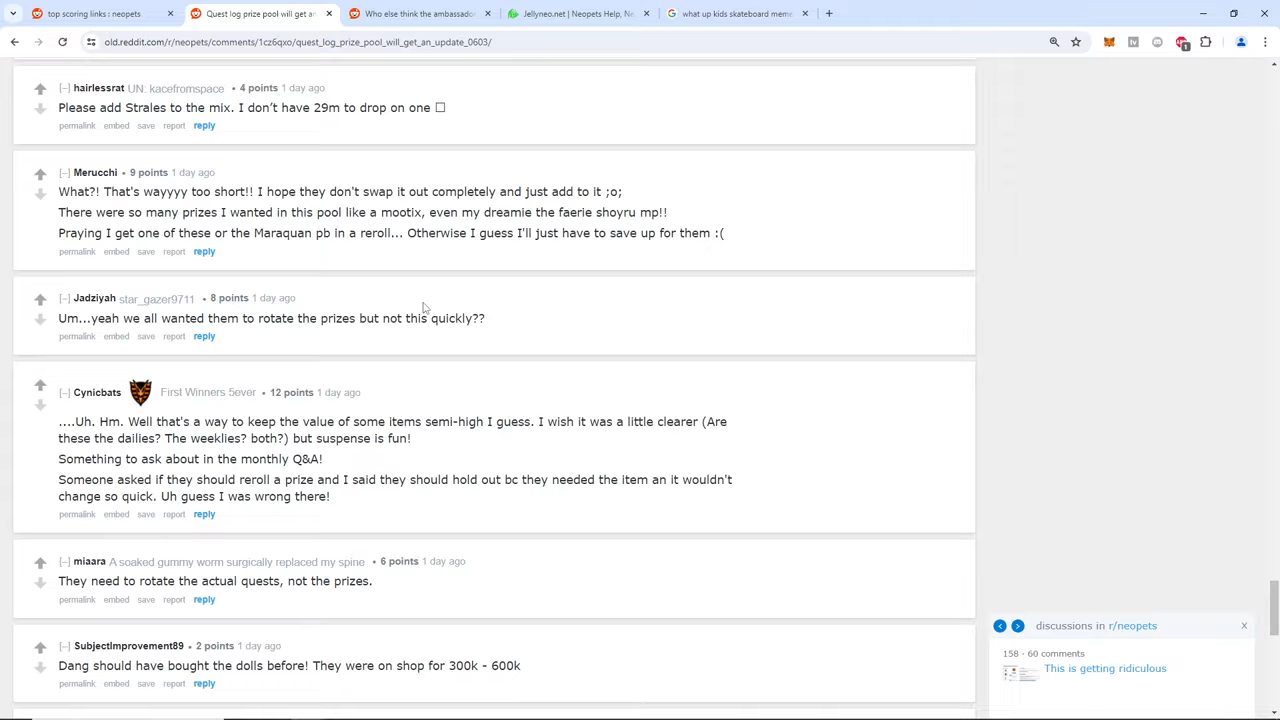 top scoring links : neopets
Quest log prize pool will get an
Who else think the ambassador
Jellyneo.net | Neopets Help, Ne
what up kids skateboard meme
old.reddit.com/r/neopets/comments/1cz6qxo/quest_log_prize_pool_will_get_an_update_0603/
[–] hairlessrat UN: kacefromspace • 4 points 1 day ago
Please add Strales to the mix. I don’t have 29m to drop on one □
permalink embed save report reply
[–] Merucchi • 9 points 1 day ago
What?! That's wayyyy too short!! I hope they don't swap it out completely and just add to it ;o;
There were so many prizes I wanted in this pool like a mootix, even my dreamie the faerie shoyru mp!!
Praying I get one of these or the Maraquan pb in a reroll... Otherwise I guess I'll just have to save up for them :(
permalink embed save report reply
[–] Jadziyah star_gazer9711 • 8 points 1 day ago
Um...yeah we all wanted them to rotate the prizes but not this quickly??
permalink embed save report reply
[–] Cynicbats First Winners 5ever • 12 points 1 day ago
....Uh. Hm. Well that's a way to keep the value of some items semi-high I guess. I wish it was a little clearer (Are
these the dailies? The weeklies? both?) but suspense is fun!
Something to ask about in the monthly Q&A!
Someone asked if they should reroll a prize and I said they should hold out bc they needed the item an it wouldn't
change so quick. Uh guess I was wrong there!
permalink embed save report reply
[–] miaara A soaked gummy worm surgically replaced my spine • 6 points 1 day ago
They need to rotate the actual quests, not the prizes.
permalink embed save report reply
discussions in r/neopets X
[–] SubjectImprovement89 • 2 points 1 day ago
158 · 60 comments
Dang should have bought the dolls before! They were on shop for 300k - 600k
This is getting ridiculous
permalink embed save report reply